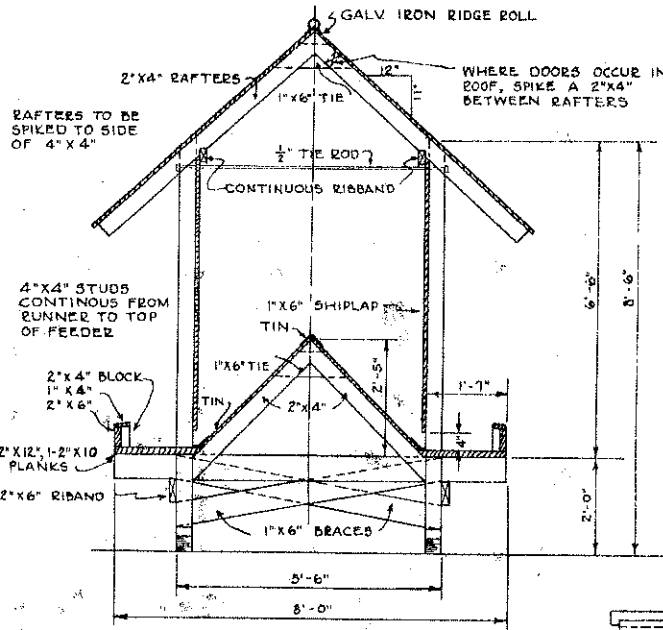 GALV. IRON RIDGE ROLL
12"
11"
2"X4" RAFTERS
1"X6" TIE
WHERE DOORS OCCUR IN
ROOF, SPIKE A 2"X4"
BETWEEN RAFTERS
RAFTERS TO BE
SPIKED TO SIDE
OF 4"X4"
1/2" TIE ROD
CONTINUOUS RIBBAND
4"X4" STUDS
CONTINOUS FROM
RUNNER TO TOP
OF FEEDER
1"X6" SHIPLAP
TIN
6'-6"
8'-6"
1"X6" TIE
2'-5"
1'-7"
2"X4" BLOCK
1"X4"
2"X6"
TIN
2"X4"
4"
2"X12", 1-2"X10
PLANKS
2"X6" RIBAND
2'-0"
1"X6" BRACES
5'-6"
8'-0"